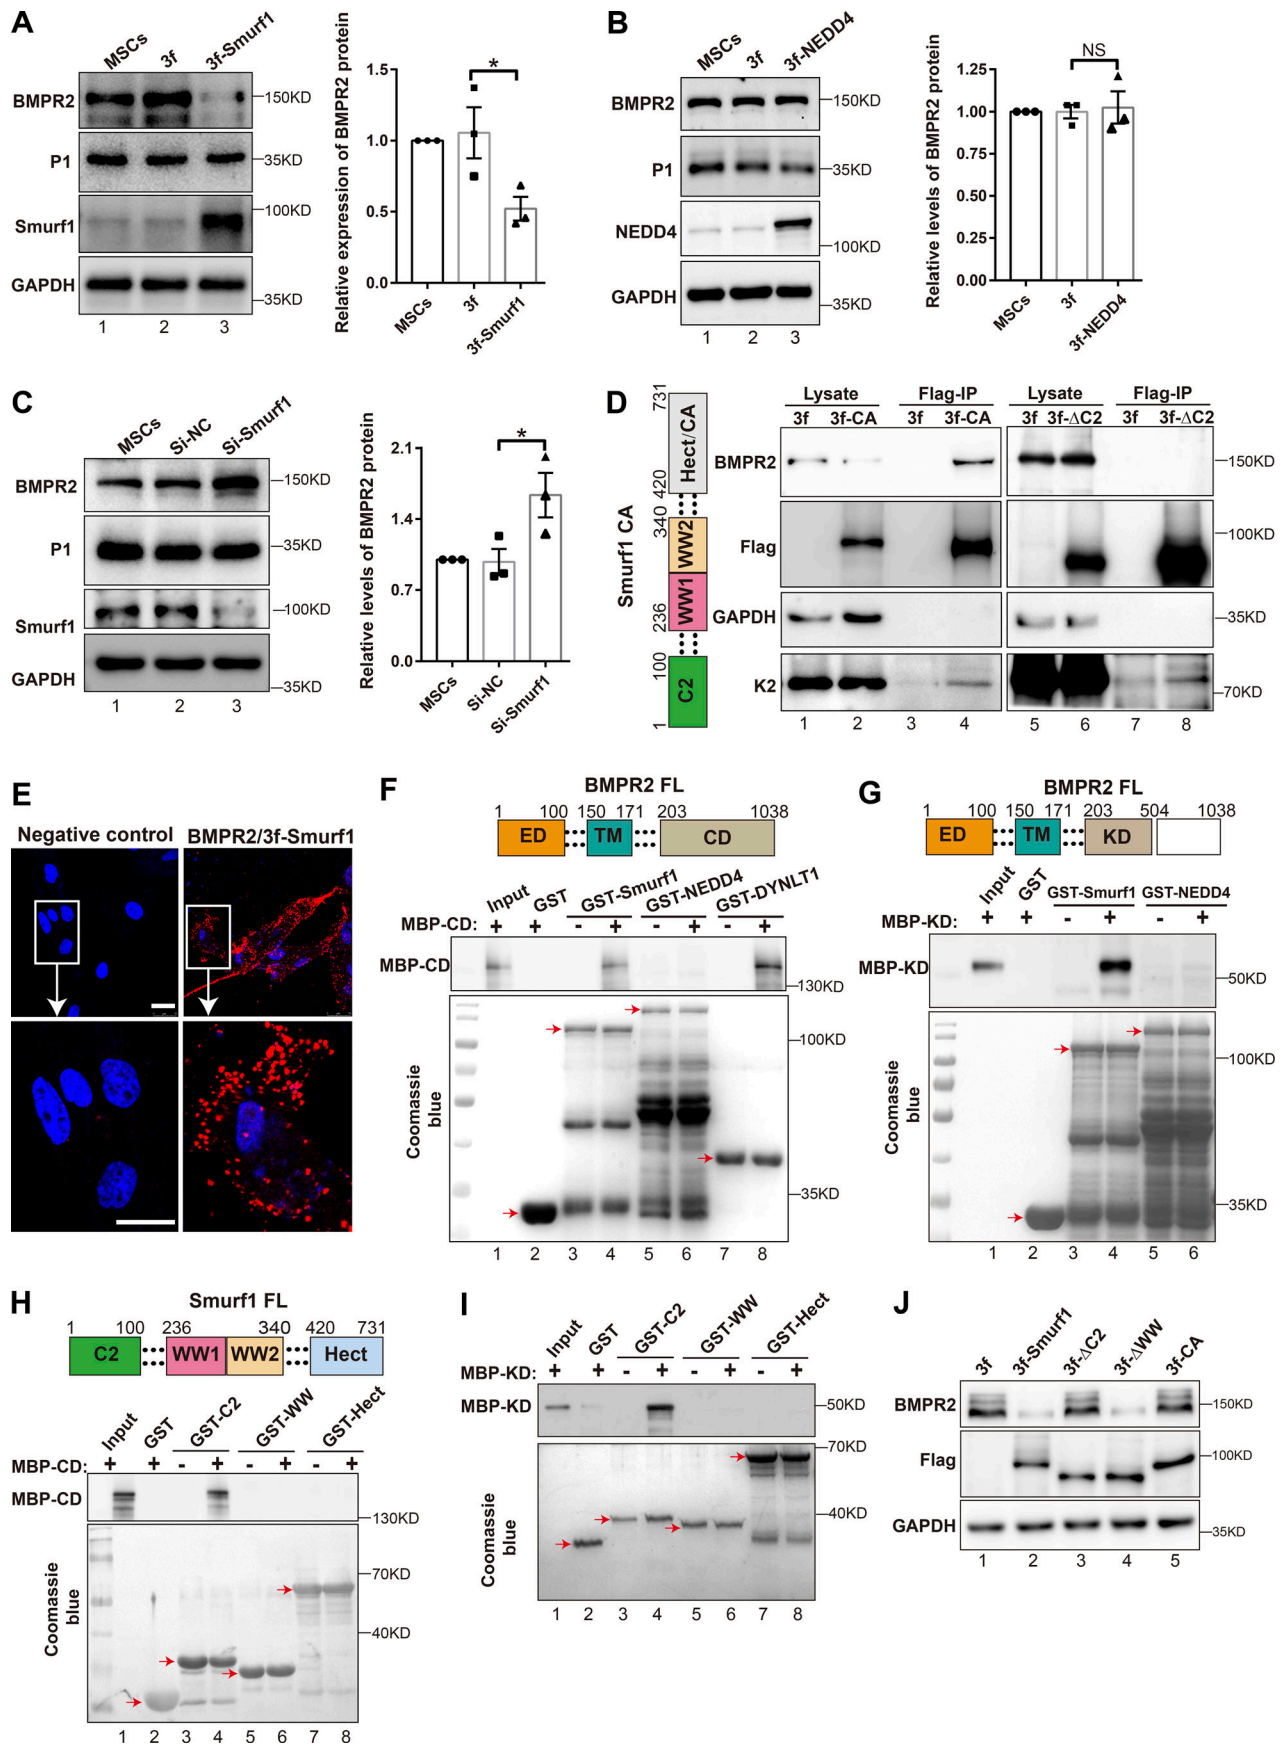 A
MSCs 3f 3f-Smurf1
BMPR2 150KD
P1 35KD
Smurf1 100KD
GAPDH 35KD
1 2 3
Relative expression of BMPR2 protein
1.5
1.0
0.5
0.0
*
MSCs 3f 3f-Smurf1
B
MSCs 3f 3f-NEDD4
BMPR2 150KD
P1 35KD
NEDD4 100KD
GAPDH 35KD
1 2 3
Relative levels of BMPR2 protein
1.25
1.00
0.75
1.25
0.00
NS
MSCs 3f 3f-NEDD4
C
MSCs Si-NC Si-Smurf1
BMPR2 150KD
P1 35KD
Smurf1 100KD
GAPDH 35KD
1 2 3
Relative levels of BMPR2 protein
2.1
1.4
0.7
0.0
*
MSCs Si-NC Si-Smurf1
D
Smurf1 CA
1 100 236 340 420 731
C2 WW1 WW2 Hect/CA
Lysate Flag-IP Lysate Flag-IP
3f 3f-CA 3f 3f-CA 3f 3f-ΔC2 3f 3f-ΔC2
BMPR2 150KD
Flag 100KD
GAPDH 35KD
K2 70KD
1 2 3 4 5 6 7 8
E
Negative control BMPR2/3f-Smurf1
F
BMPR2 FL
1 100 150 171 203 1038
ED TM CD
Input GST GST-Smurf1 GST-NEDD4 GST-DYNLT1
MBP-CD: + + - + - + - +
MBP-CD 130KD
Coomassie blue
100KD
35KD
1 2 3 4 5 6 7 8
G
BMPR2 FL
1 100 150 171 203 504 1038
ED TM KD
Input GST GST-Smurf1 GST-NEDD4
MBP-KD: + + - + - +
MBP-KD 50KD
Coomassie blue
100KD
35KD
1 2 3 4 5 6
H
Smurf1 FL
1 100 236 340 420 731
C2 WW1 WW2 Hect
Input GST GST-C2 GST-WW GST-Hect
MBP-CD: + + - + - + - +
MBP-CD 130KD
Coomassie blue
70KD
40KD
1 2 3 4 5 6 7 8
I
Input GST GST-C2 GST-WW GST-Hect
MBP-KD: + + - + - + - +
MBP-KD 50KD
Coomassie blue
70KD
40KD
1 2 3 4 5 6 7 8
J
3f 3f-Smurf1 3f-ΔC2 3f-ΔWW 3f-CA
BMPR2 150KD
Flag 100KD
GAPDH 35KD
1 2 3 4 5